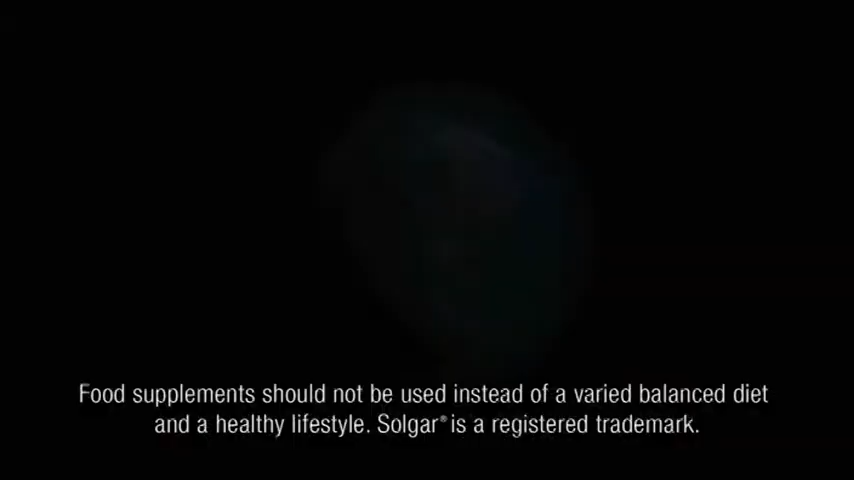 Food supplements should not be used instead of a varied balanced diet
and a healthy lifestyle. Solgar® is a registered trademark.